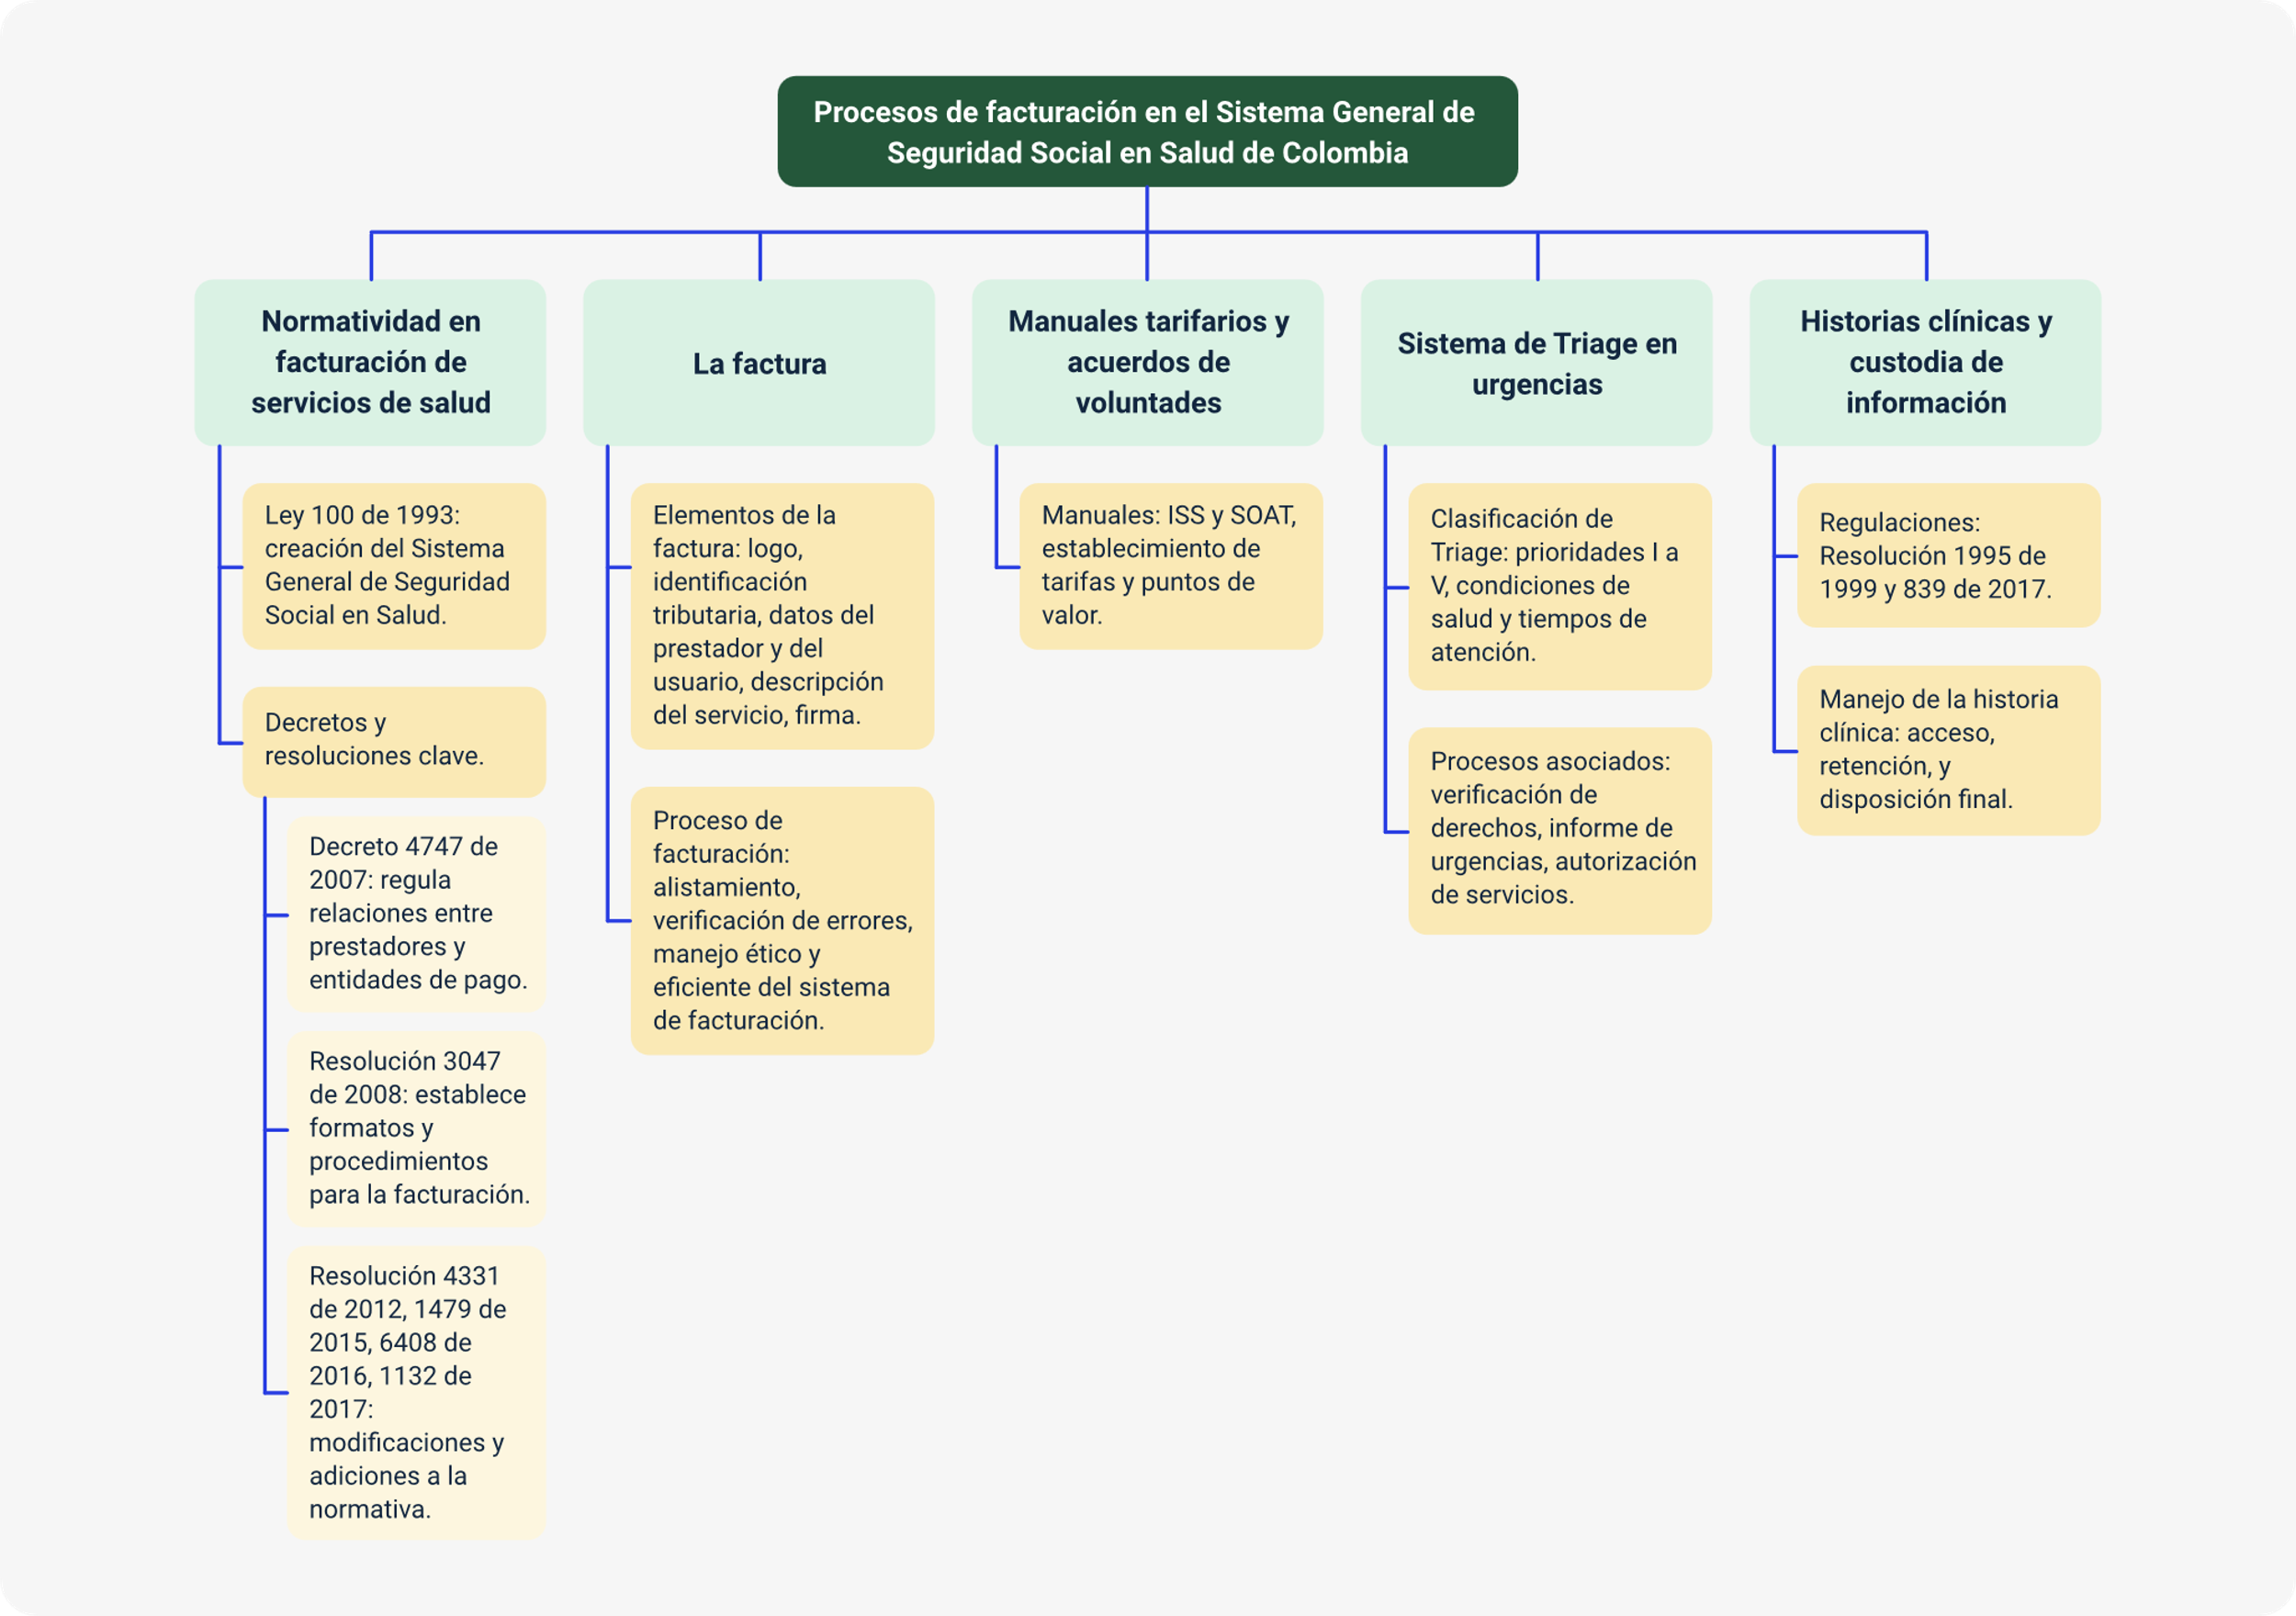 Procesos de facturación en el Sistema General de
Seguridad Social en Salud de Colombia
Normatividad en
facturación de
servicios de salud
Ley 100 de 1993:
creación del Sistema
General de Seguridad
Social en Salud.
Decretos y
resoluciones clave.
Decreto 4747 de
2007: regula
relaciones entre
prestadores y
entidades de pago.
Resolución 3047
de 2008: establece
formatos y
procedimientos
para la facturación.
Resolución 4331
de 2012, 1479 de
2015, 6408 de
2016, 1132 de
2017:
modificaciones y
adiciones a la
normativa.
La factura
Elementos de la
factura: logo,
identificación
tributaria, datos del
prestador y del
usuario, descripción
del servicio, firma.
Proceso de
facturación:
alistamiento,
verificación de errores,
manejo ético y
eficiente del sistema
de facturación.
Manuales tarifarios y
acuerdos de
voluntades
Manuales: ISS y SOAT,
establecimiento de
tarifas y puntos de
valor.
Sistema de Triage en
urgencias
Clasificación de
Triage: prioridades I a
V, condiciones de
salud y tiempos de
atención.
Procesos asociados:
verificación de
derechos, informe de
urgencias, autorización
de servicios.
Historias clínicas y
custodia de
información
Regulaciones:
Resolución 1995 de
1999 y 839 de 2017.
Manejo de la historia
clínica: acceso,
retención, y
disposición final.